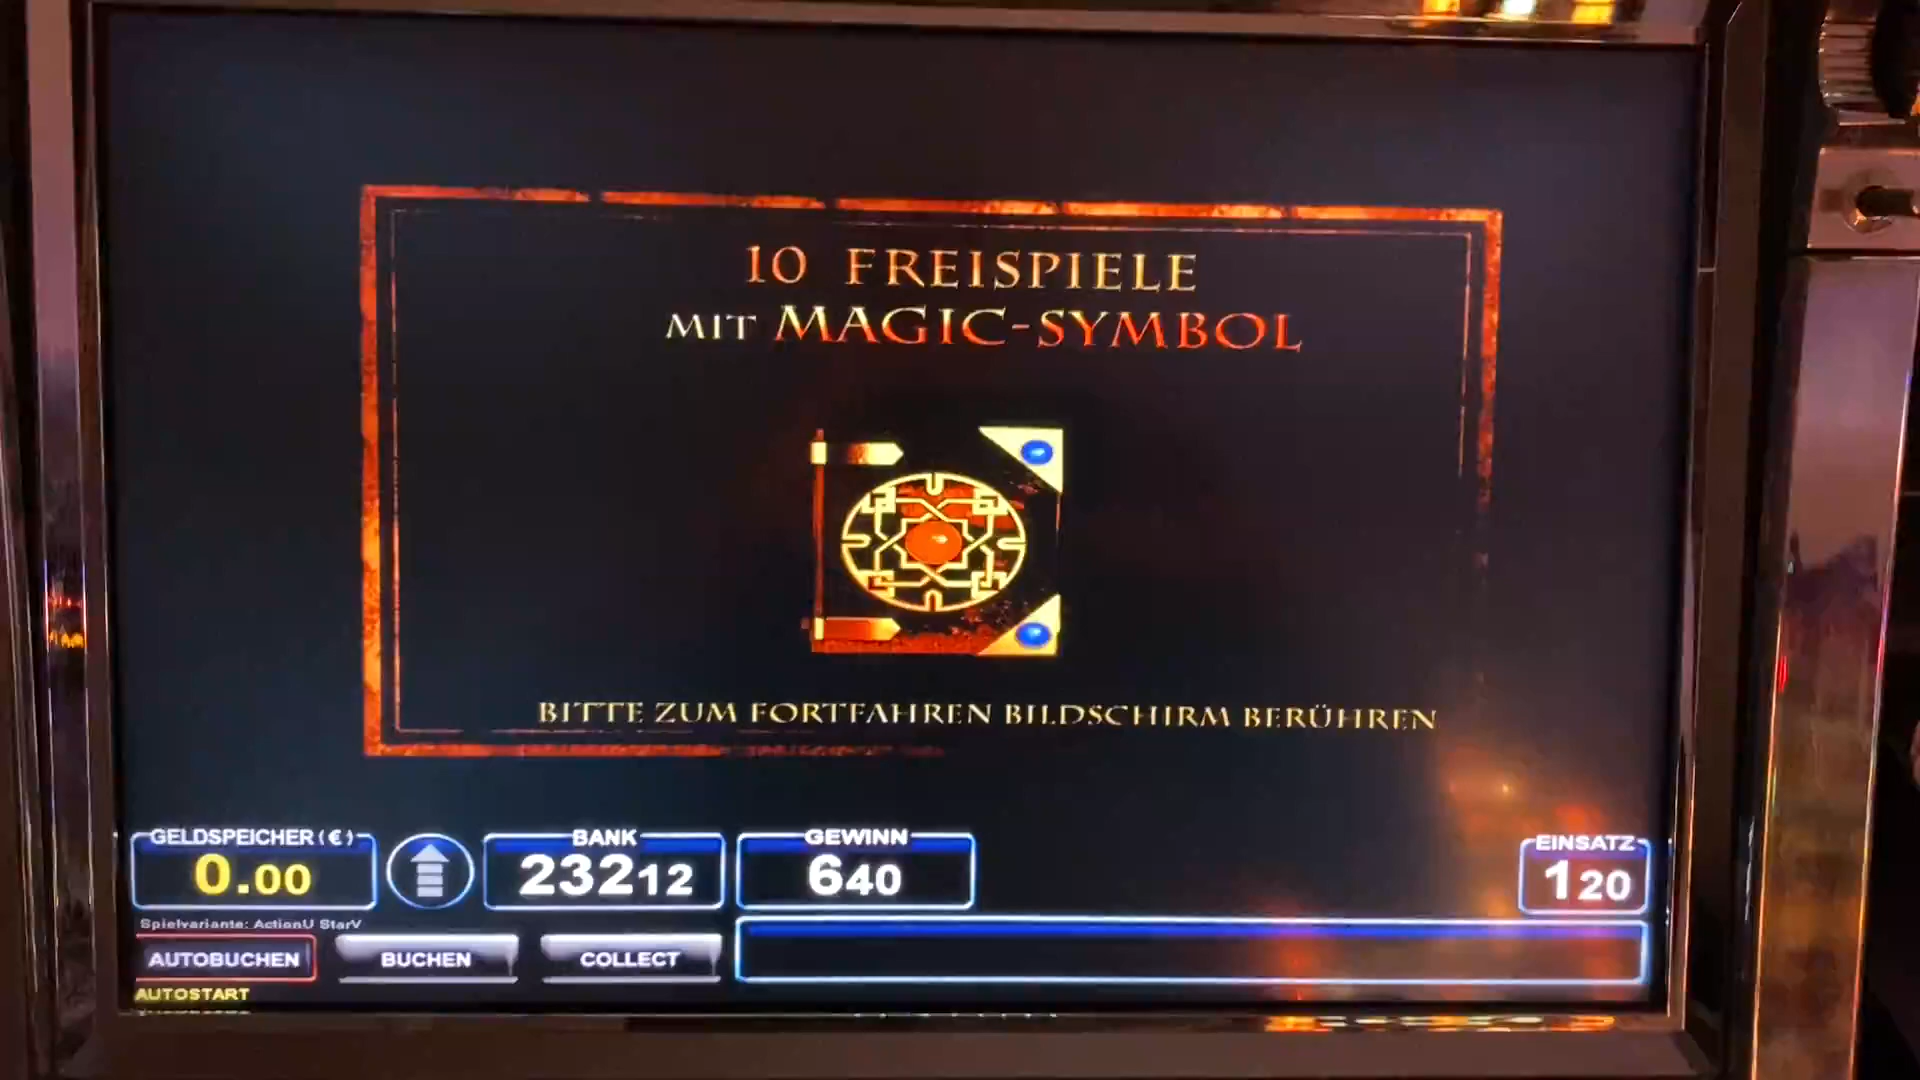 10 FREISPIELE
MIT MAGIC-SYMBOL
BITTE ZUM FORTFAHREN BILDSCHIRM BERÜHREN
GELDSPEICHER (€)
0.00
BANK
23212
GEWINN
640
EINSATZ
120
Spielvariante: ActionU StarV
AUTOBUCHEN
BUCHEN
COLLECT
AUTOSTART